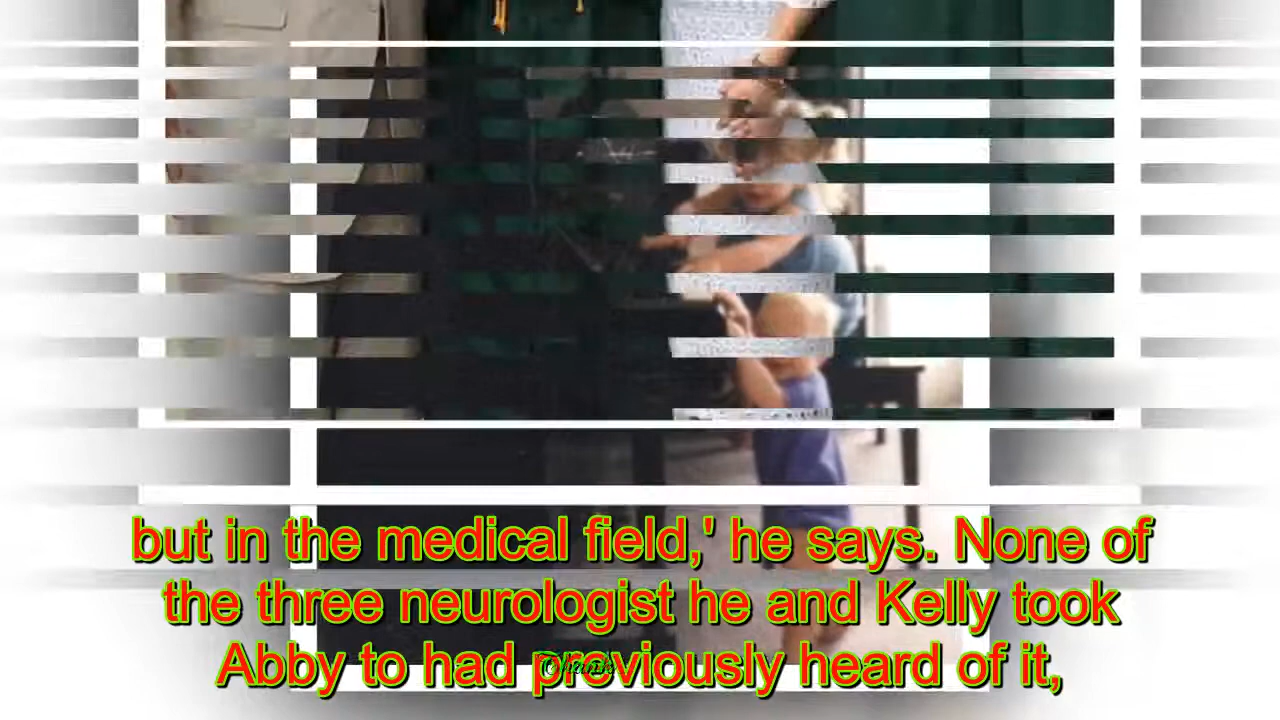 but in the medical field,' he says. None of
the three neurologist he and Kelly took
Abby to had previously heard of it,